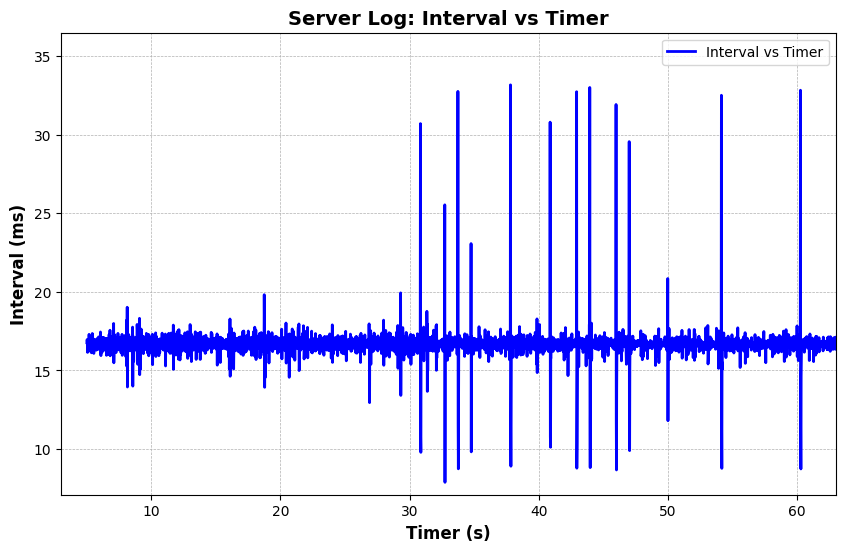 Server Log: Interval vs Timer
Interval vs Timer
35
30
25
20
15
10
Interval (ms)
10 20 30 40 50 60
Timer (s)